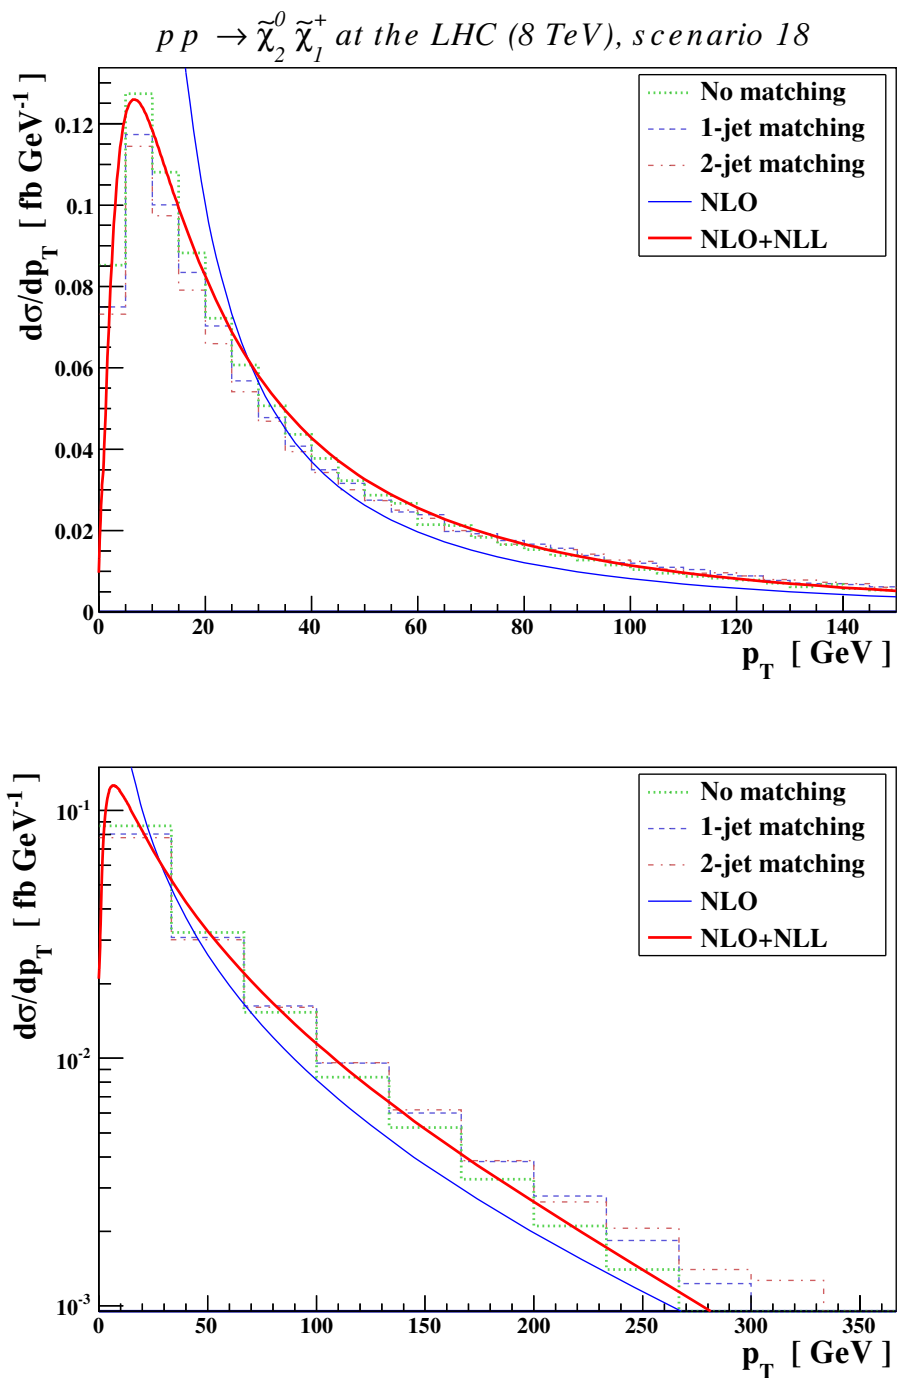 p p → χ̃₂⁰ χ̃₁⁺ at the LHC (8 TeV), scenario 18
dσ/dp_T [ fb GeV⁻¹ ]
0.12
0.1
0.08
0.06
0.04
0.02
0
No matching
1-jet matching
2-jet matching
NLO
NLO+NLL
0 20 40 60 80 100 120 140
p_T [ GeV ]
dσ/dp_T [ fb GeV⁻¹ ]
10⁻¹
10⁻²
10⁻³
No matching
1-jet matching
2-jet matching
NLO
NLO+NLL
0 50 100 150 200 250 300 350
p_T [ GeV ]